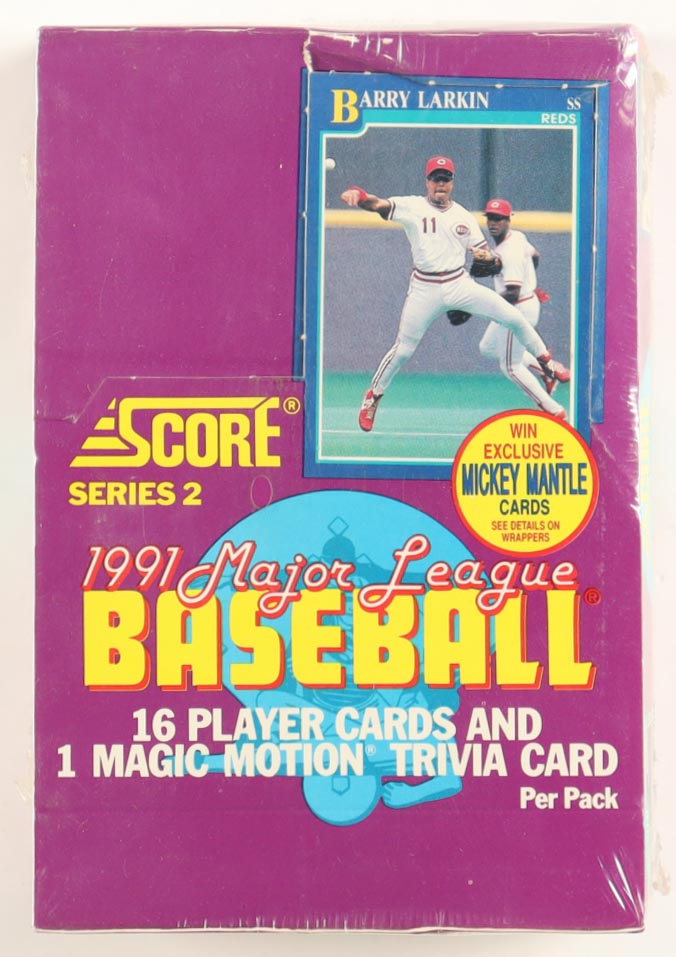 BARRY LARKIN SS
REDS
11
SCORE®
SERIES 2
WIN
EXCLUSIVE
MICKEY MANTLE
CARDS
SEE DETAILS ON
WRAPPERS
1991 Major League
BASEBALL®
16 PLAYER CARDS AND
1 MAGIC MOTION® TRIVIA CARD
Per Pack